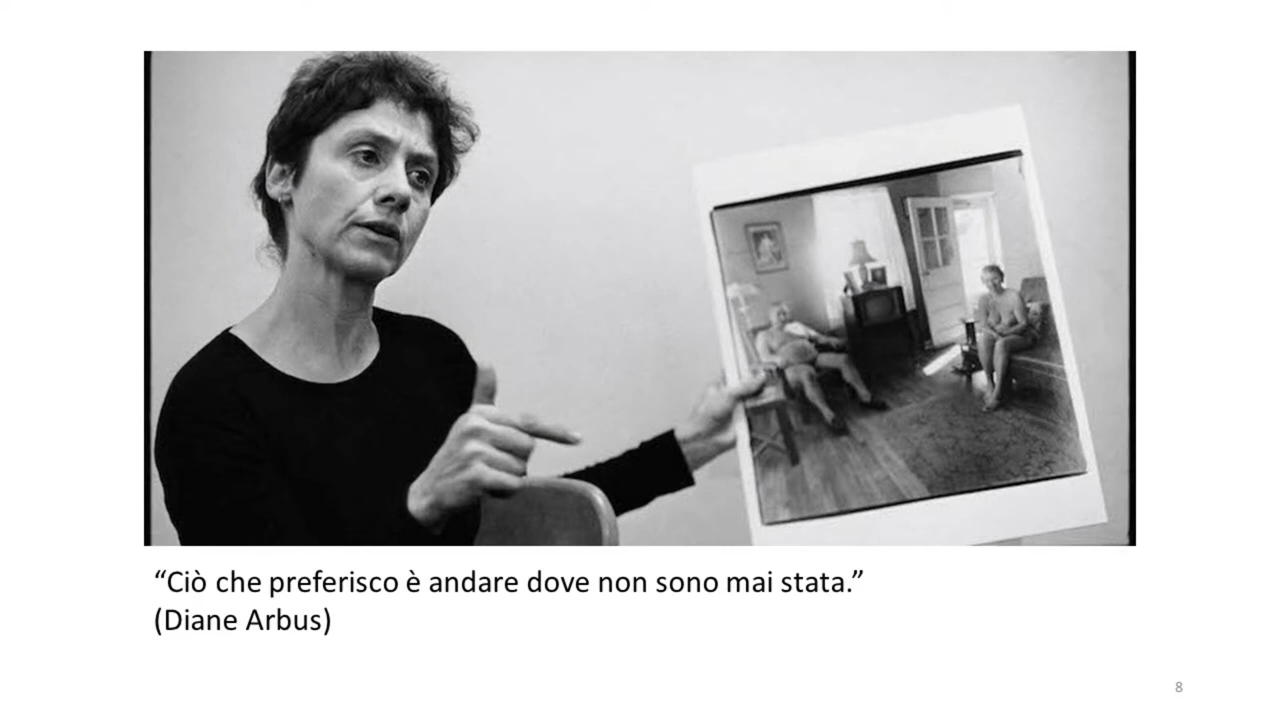 “Ciò che preferisco è andare dove non sono mai stata.”
(Diane Arbus)
8